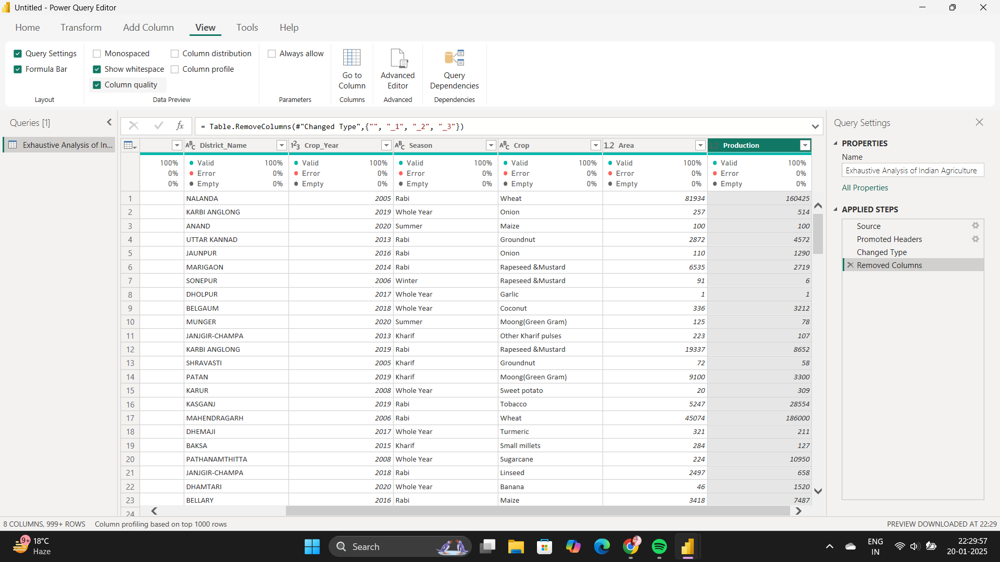 Untitled - Power Query Editor
Home Transform Add Column View Tools Help
Query Settings Monospaced Column distribution Always allow
Formula Bar Show whitespace Column profile
Column quality
Go to Column
Advanced Editor
Query Dependencies
Layout Data Preview Parameters Columns Advanced Dependencies
Queries [1]
Exhaustive Analysis of In...
fx = Table.RemoveColumns(#"Changed Type",{"", "_1", "_2", "_3"})
ABC District_Name 123 Crop_Year ABC Season ABC Crop 1.2 Area 1.2 Production
100% Valid 100% Valid 100% Valid 100% Valid 100% Valid 100% Valid 100%
0% Error 0% Error 0% Error 0% Error 0% Error 0% Error 0%
0% Empty 0% Empty 0% Empty 0% Empty 0% Empty 0% Empty 0%
1 NALANDA 2005 Rabi Wheat 81934 160425
2 KARBI ANGLONG 2019 Whole Year Onion 257 514
3 ANAND 2020 Summer Maize 100 100
4 UTTAR KANNAD 2013 Rabi Groundnut 2872 4572
5 JAUNPUR 2016 Rabi Onion 110 1290
6 MARIGAON 2014 Rabi Rapeseed &Mustard 6535 2719
7 SONEPUR 2006 Winter Rapeseed &Mustard 91 6
8 DHOLPUR 2017 Whole Year Garlic 1 1
9 BELGAUM 2018 Whole Year Coconut 336 3212
10 MUNGER 2020 Summer Moong(Green Gram) 125 78
11 JANJGIR-CHAMPA 2013 Kharif Other Kharif pulses 223 107
12 KARBI ANGLONG 2019 Rabi Rapeseed &Mustard 19337 8652
13 SHRAVASTI 2005 Kharif Groundnut 72 58
14 PATAN 2019 Kharif Moong(Green Gram) 9100 3300
15 KARUR 2008 Whole Year Sweet potato 20 309
16 KASGANJ 2019 Rabi Tobacco 5247 28554
17 MAHENDRAGARH 2006 Rabi Wheat 45074 186000
18 DHEMAJI 2017 Whole Year Turmeric 321 211
19 BAKSA 2015 Kharif Small millets 284 127
20 PATHANAMTHITTA 2008 Whole Year Sugarcane 224 10950
21 JANJGIR-CHAMPA 2018 Rabi Linseed 2497 658
22 DHAMTARI 2020 Whole Year Banana 46 1520
23 BELLARY 2016 Rabi Maize 3418 7487
24
Query Settings
PROPERTIES
Name
Exhaustive Analysis of Indian Agriculture
All Properties
APPLIED STEPS
Source
Promoted Headers
Changed Type
Removed Columns
8 COLUMNS, 999+ ROWS Column profiling based on top 1000 rows PREVIEW DOWNLOADED AT 22:29
9+ 18°C
Haze
Search
ENG
IN
22:29:57
20-01-2025